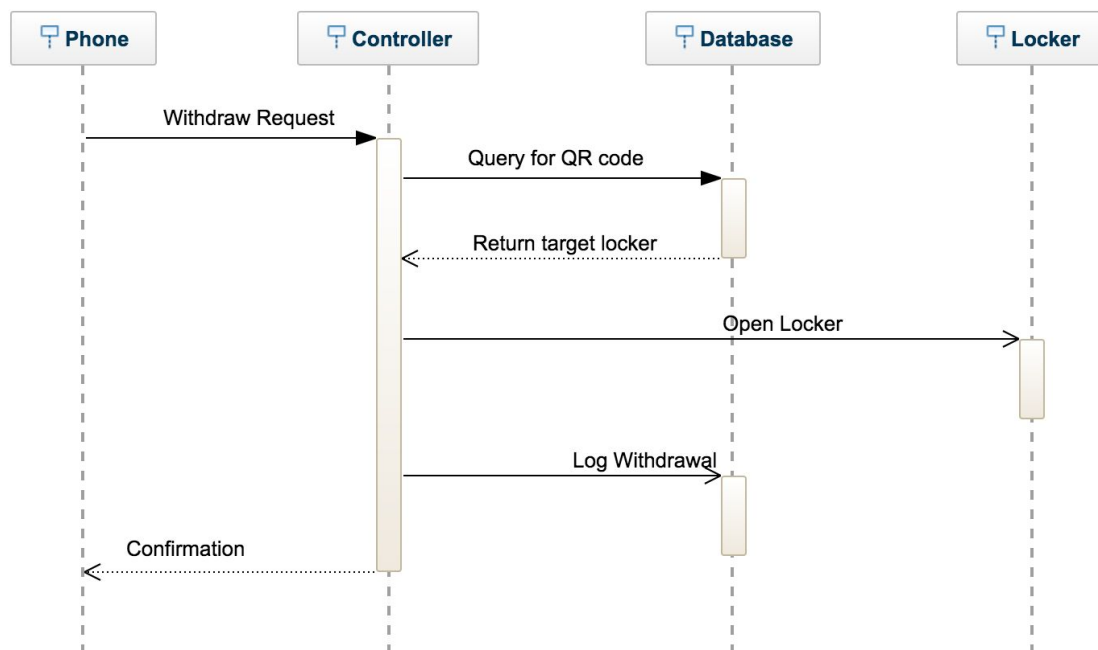 Phone
Controller
Database
Locker
Withdraw Request
Query for QR code
Return target locker
Open Locker
Log Withdrawal
Confirmation